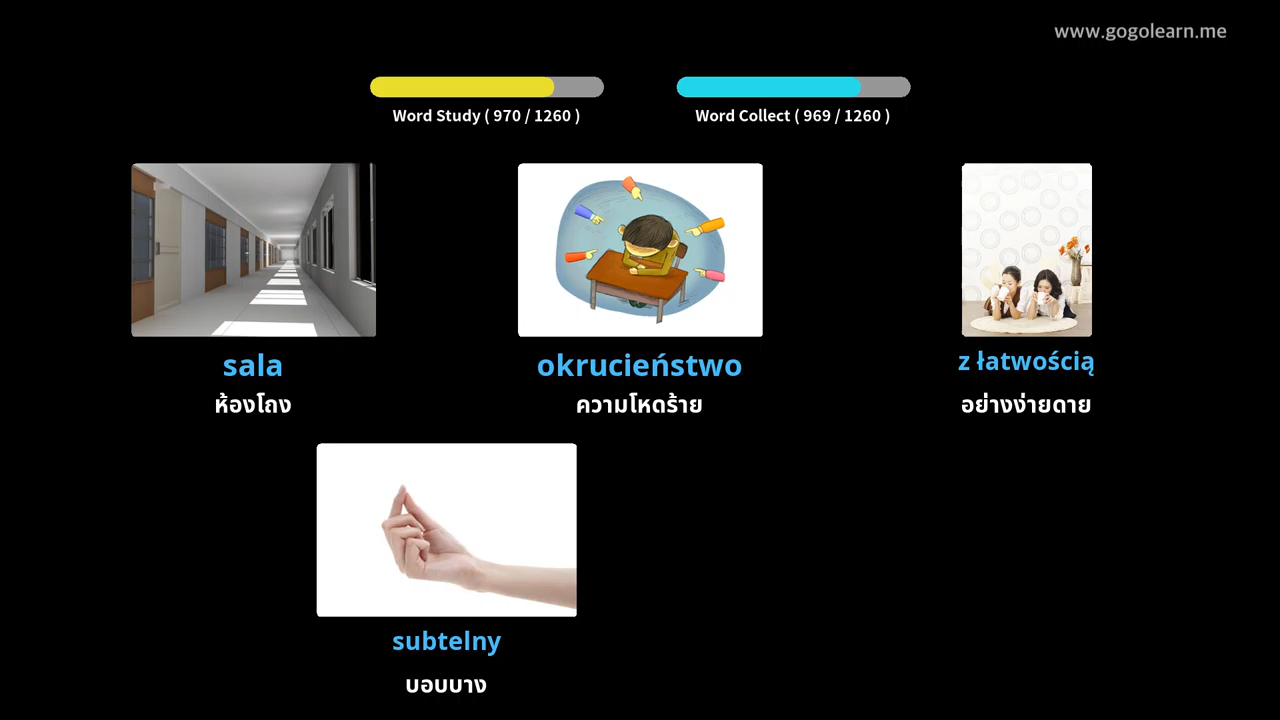 www.gogolearn.me
Word Study ( 970 / 1260 )
Word Collect ( 969 / 1260 )
sala
ห้องโถง
okrucieństwo
ความโหดร้าย
z łatwością
อย่างง่ายดาย
subtelny
บอบบาง